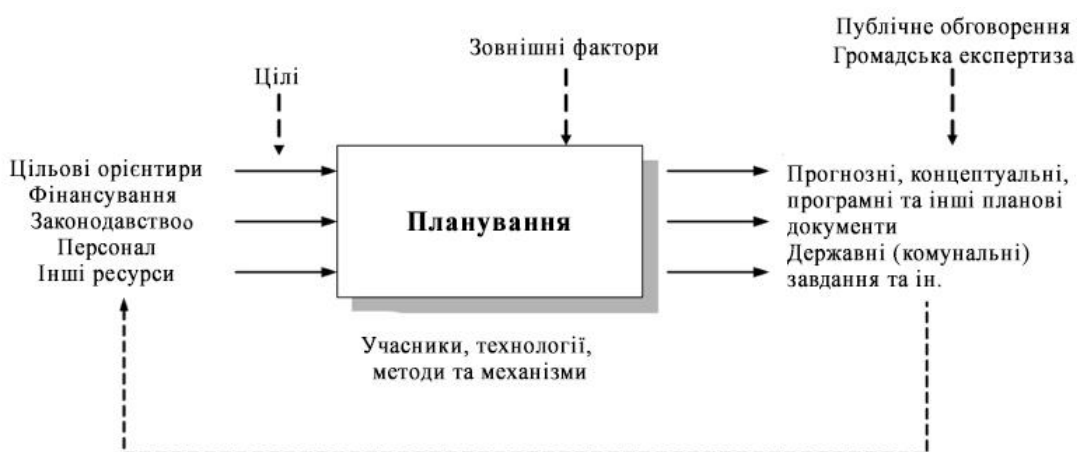 Публічне обговорення
Громадська експертиза
Зовнішні фактори
Цілі
Цільові орієнтири
Фінансування
Законодавствоо
Персонал
Інші ресурси
Планування
Прогнозні, концептуальні,
програмні та інші планові
документи
Державні (комунальні)
завдання та ін.
Учасники, технології,
методи та механізми